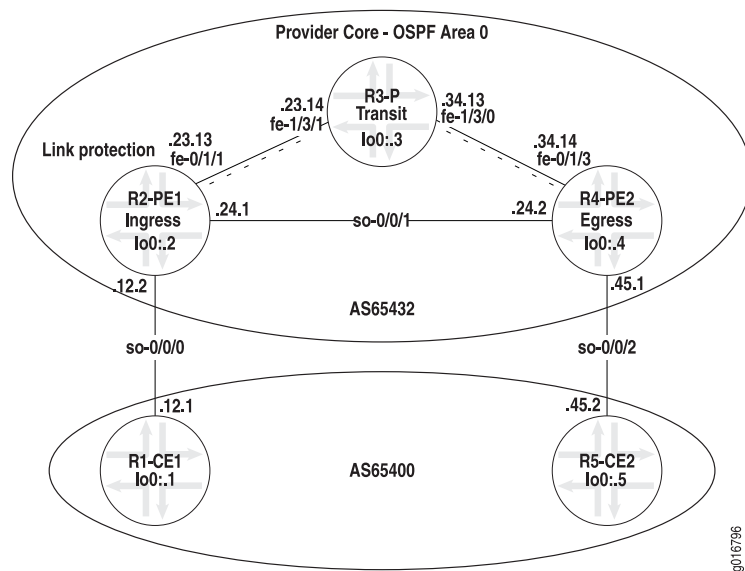 Provider Core - OSPF Area 0
R3-P
Transit
lo0:.3
.23.14
fe-1/3/1
.34.13
fe-1/3/0
.23.13
fe-0/1/1
.34.14
fe-0/1/3
Link protection
R2-PE1
Ingress
lo0:.2
.24.1
so-0/0/1
.24.2
R4-PE2
Egress
lo0:.4
.12.2
.45.1
AS65432
so-0/0/0
so-0/0/2
.12.1
.45.2
R1-CE1
lo0:.1
AS65400
R5-CE2
lo0:.5
g016796